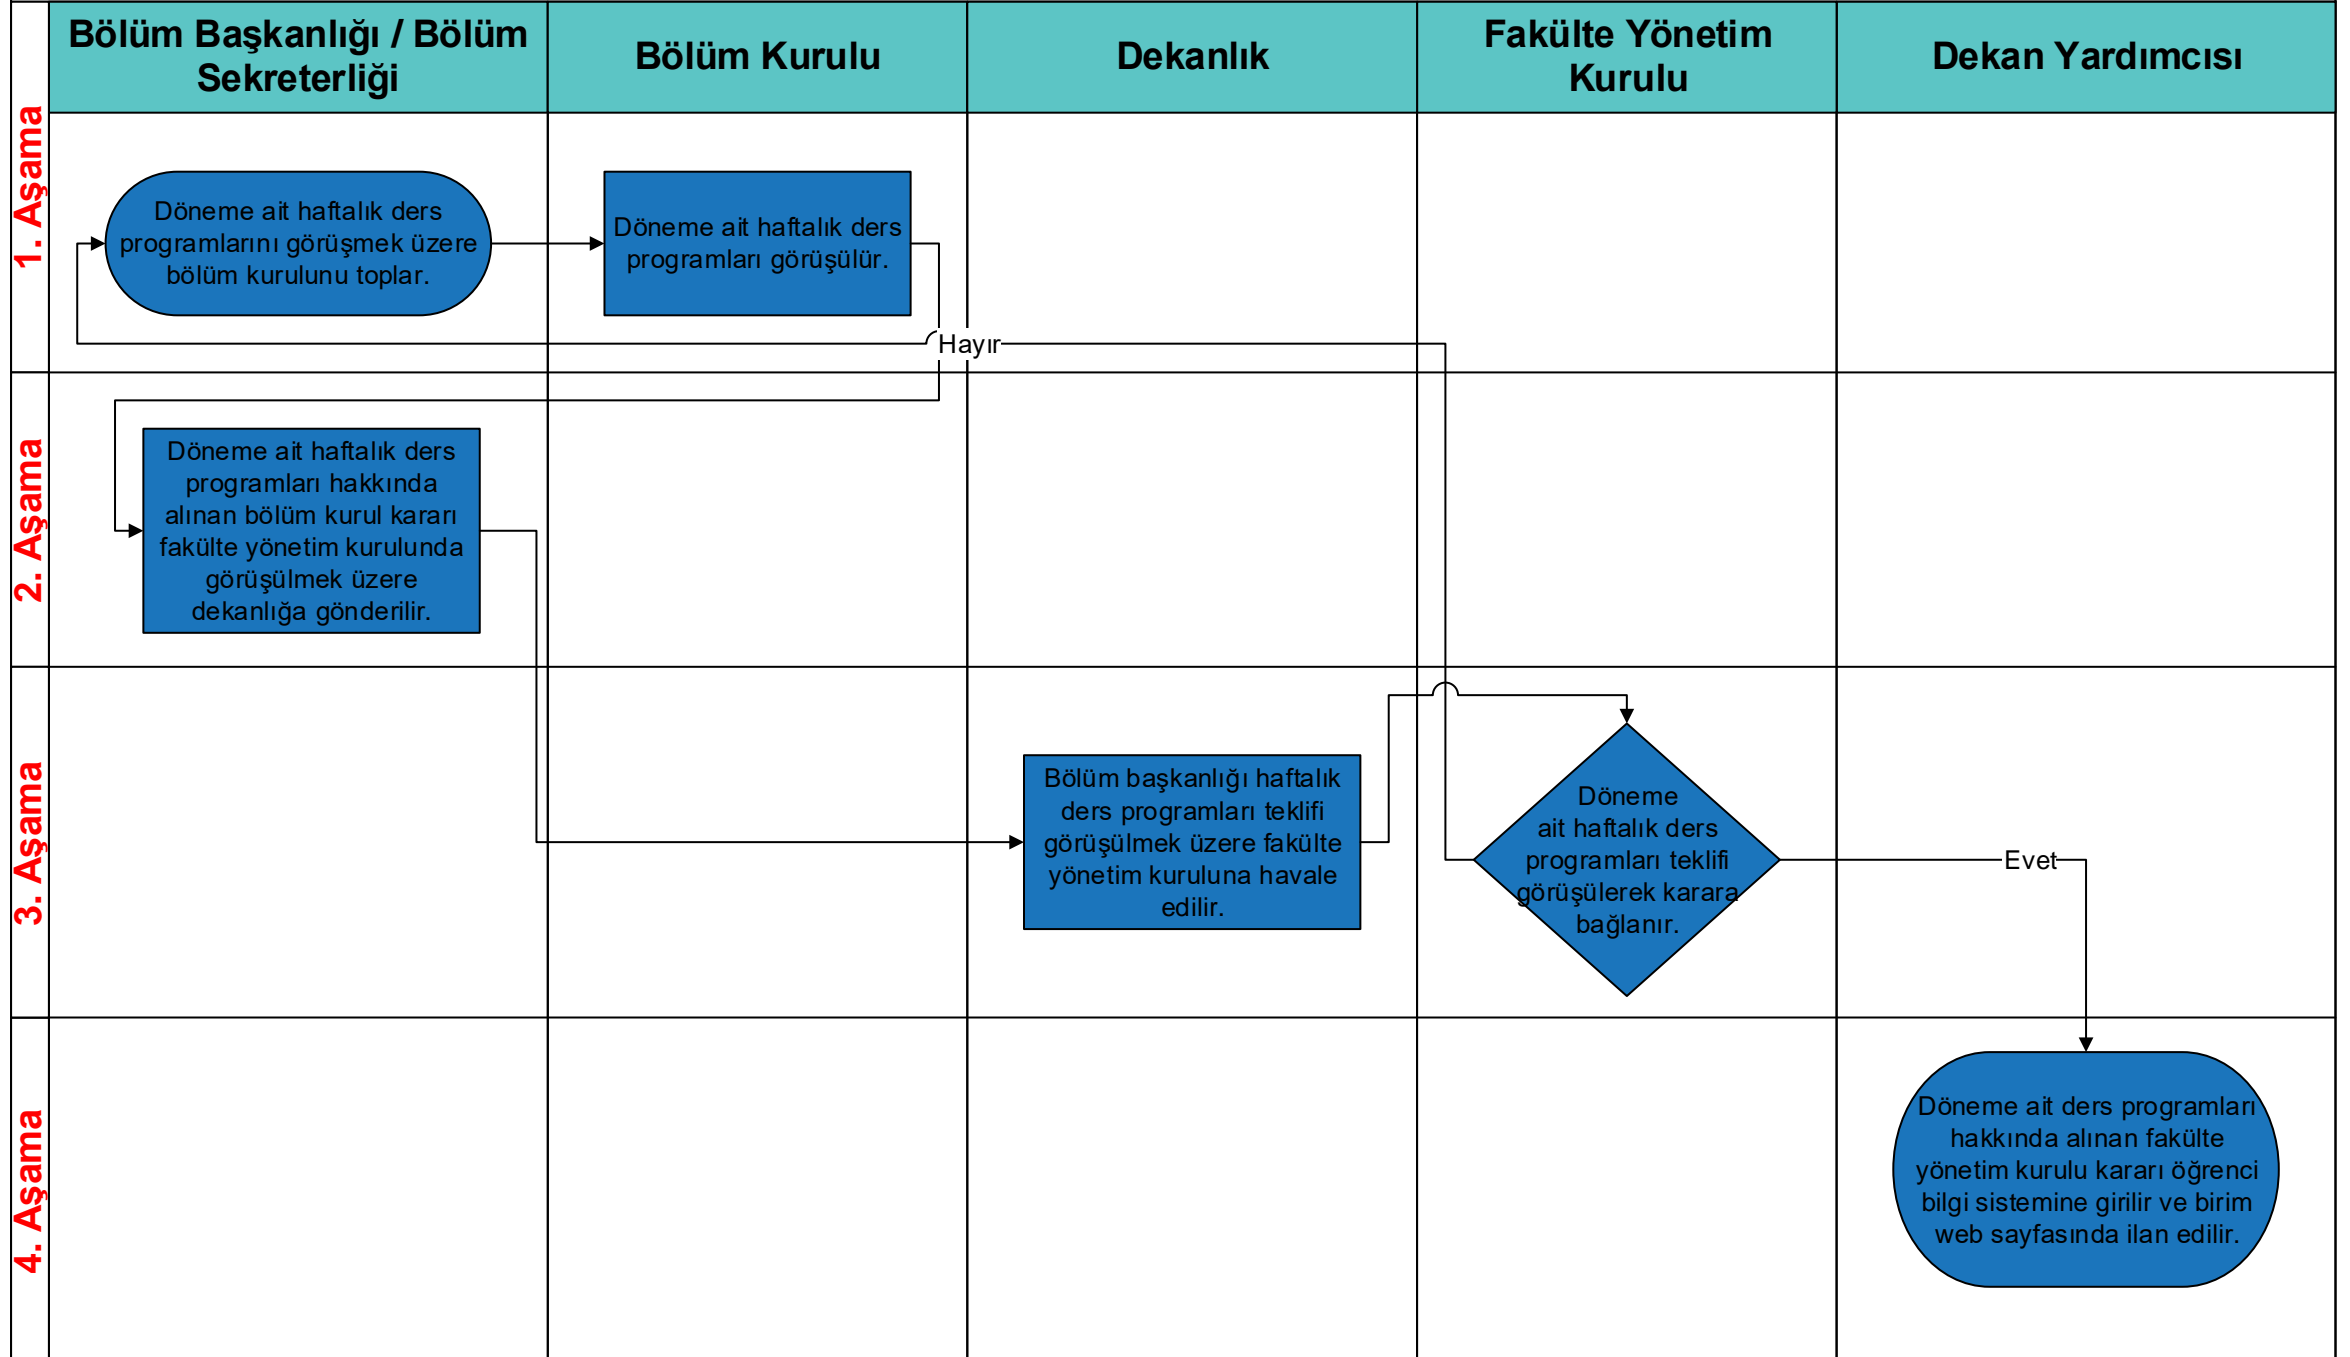 Bölüm Başkanlığı / Bölüm
Sekreterliği
Bölüm Kurulu
Dekanlık
Fakülte Yönetim
Kurulu
Dekan Yardımcısı
1. Aşama
Döneme ait haftalık ders
programlarını görüşmek üzere
bölüm kurulunu toplar.
Döneme ait haftalık ders
programları görüşülür.
Hayır
2. Aşama
Döneme ait haftalık ders
programları hakkında
alınan bölüm kurul kararı
fakülte yönetim kurulunda
görüşülmek üzere
dekanlığa gönderilir.
3. Aşama
Bölüm başkanlığı haftalık
ders programları teklifi
görüşülmek üzere fakülte
yönetim kuruluna havale
edilir.
Döneme
ait haftalık ders
programları teklifi
görüşülerek karara
bağlanır.
Evet
4. Aşama
Döneme ait ders programları
hakkında alınan fakülte
yönetim kurulu kararı öğrenci
bilgi sistemine girilir ve birim
web sayfasında ilan edilir.